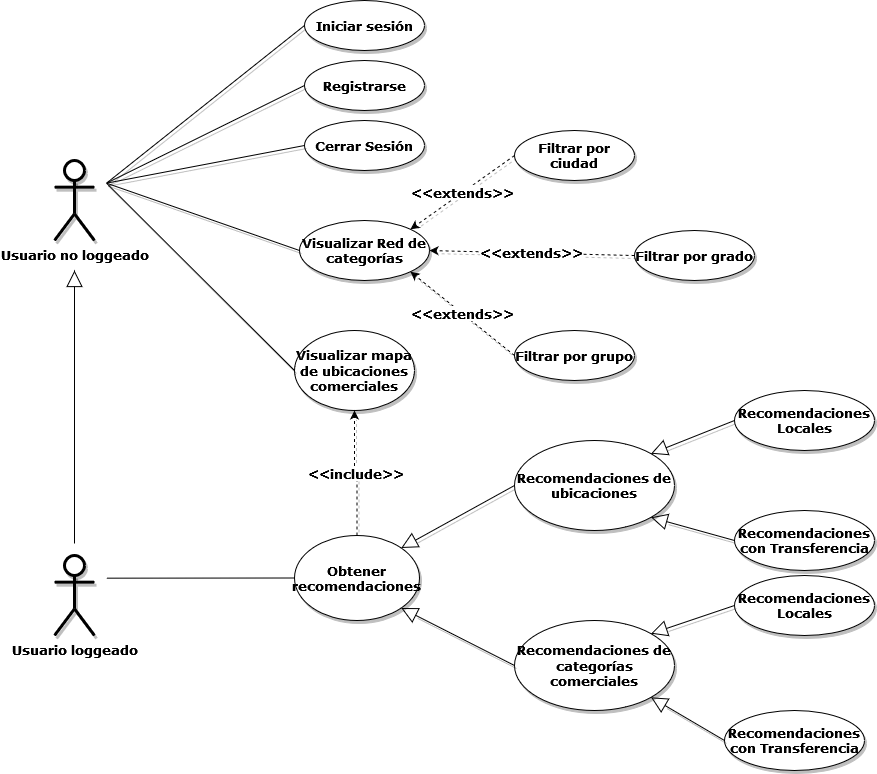 Iniciar sesión
Registrarse
Cerrar Sesión
Filtrar por
ciudad
<<extends>>
Visualizar Red de
categorías
<<extends>>
Filtrar por grado
Usuario no loggeado
<<extends>>
Filtrar por grupo
Visualizar mapa
de ubicaciones
comerciales
Recomendaciones
Locales
<<include>>
Recomendaciones de
ubicaciones
Recomendaciones
con Transferencia
Obtener
recomendaciones
Recomendaciones
Locales
Usuario loggeado
Recomendaciones de
categorías
comerciales
Recomendaciones
con Transferencia